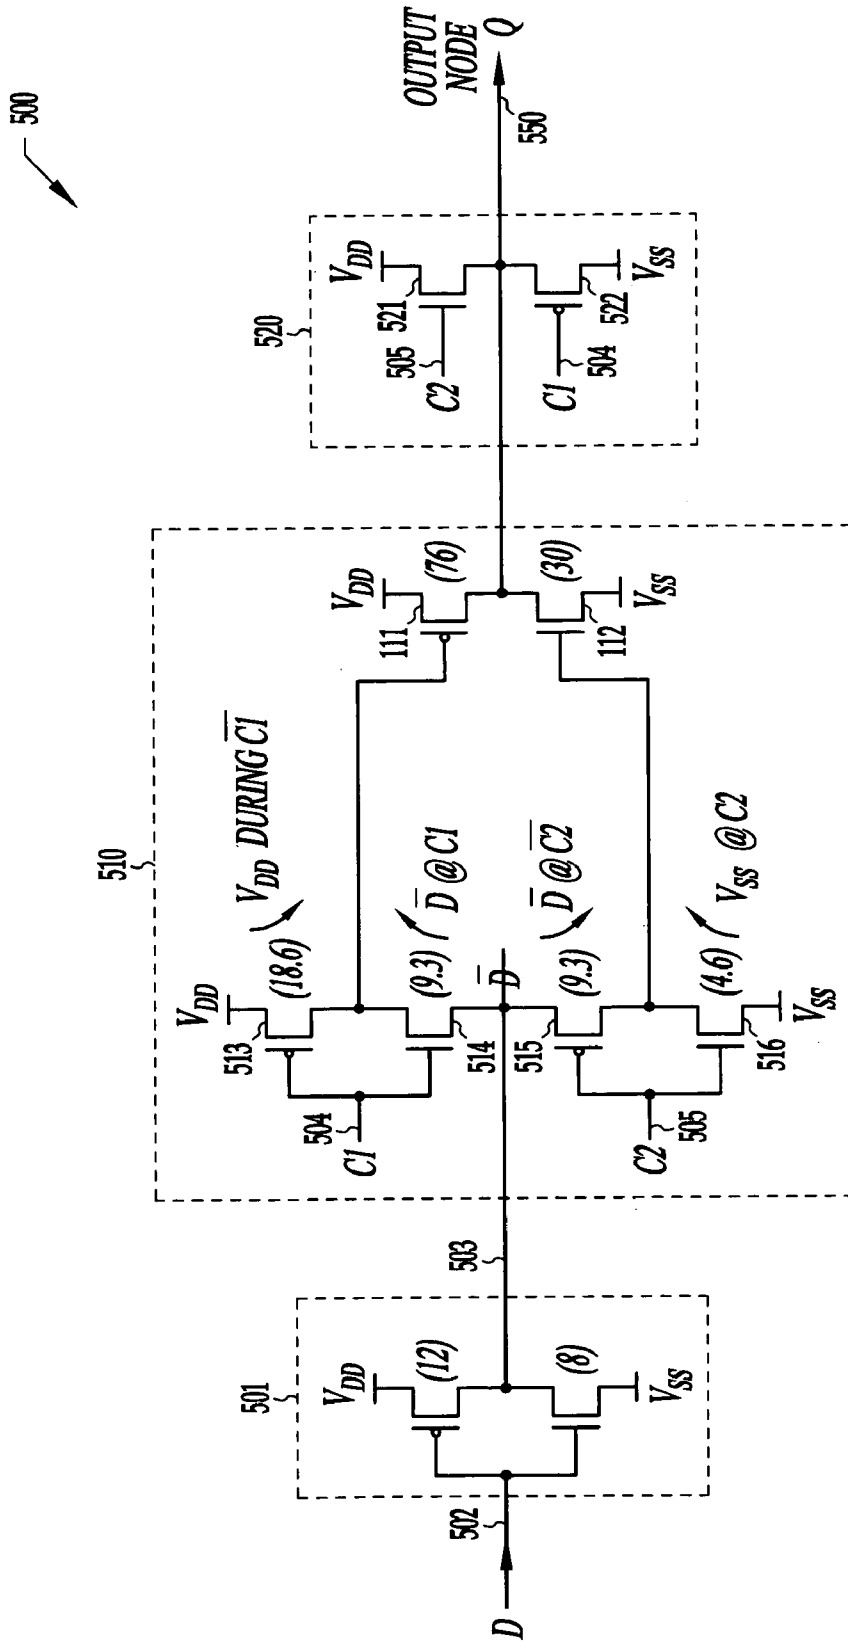 500
D
502
501
V_DD
(12)
(8)
V_SS
503
510
V_DD
513
(18.6)
V_DD DURING C̅1̅
C1
504
514
(9.3)
D̅ @ C1
D̅
515
(9.3)
D̅ @ C̅2̅
C2
505
516
(4.6)
V_SS @ C2
V_SS
V_DD
111
(76)
(30)
112
V_SS
520
V_DD
521
505
C2
C1
504
522
V_SS
OUTPUT
NODE Q
550